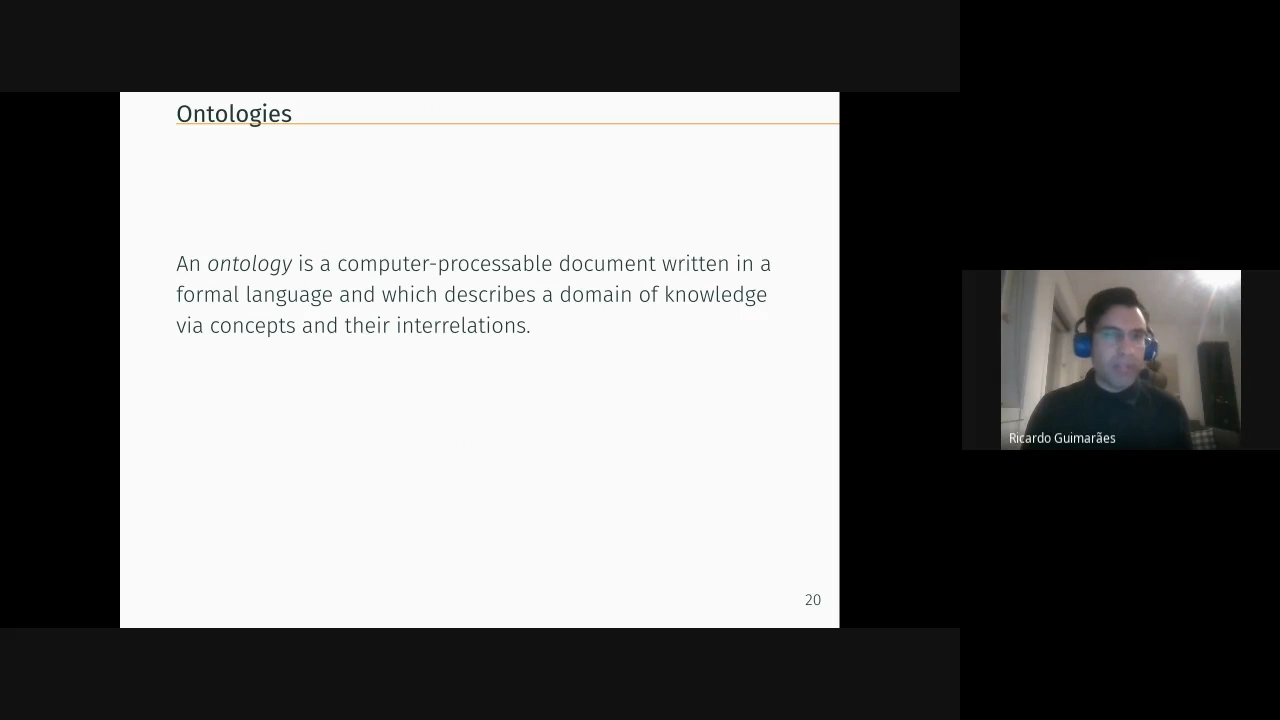 Ontologies
An ontology is a computer-processable document written in a
formal language and which describes a domain of knowledge
via concepts and their interrelations.
20
Ricardo Guimarães